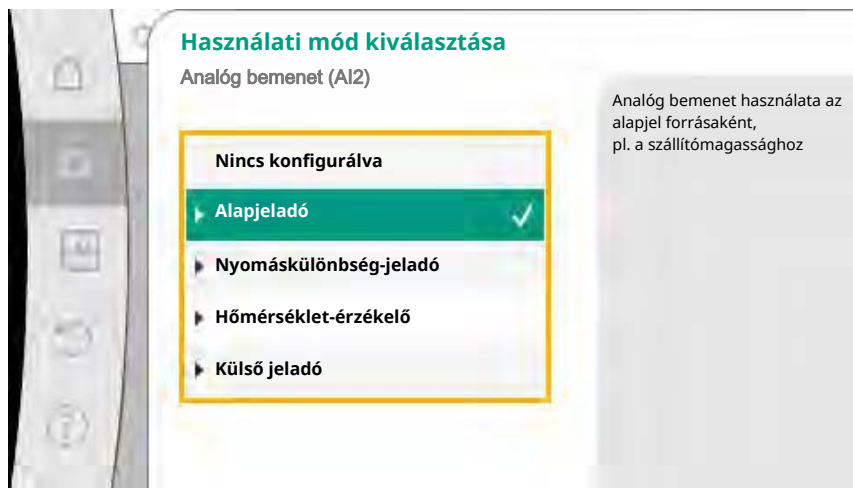 Használati mód kiválasztása
Analóg bemenet (AI2)
Nincs konfigurálva
Alapjeladó
Nyomáskülönbség-jeladó
Hőmérséklet-érzékelő
Külső jeladó
Analóg bemenet használata az
alapjel forrásaként,
pl. a szállítómagassághoz